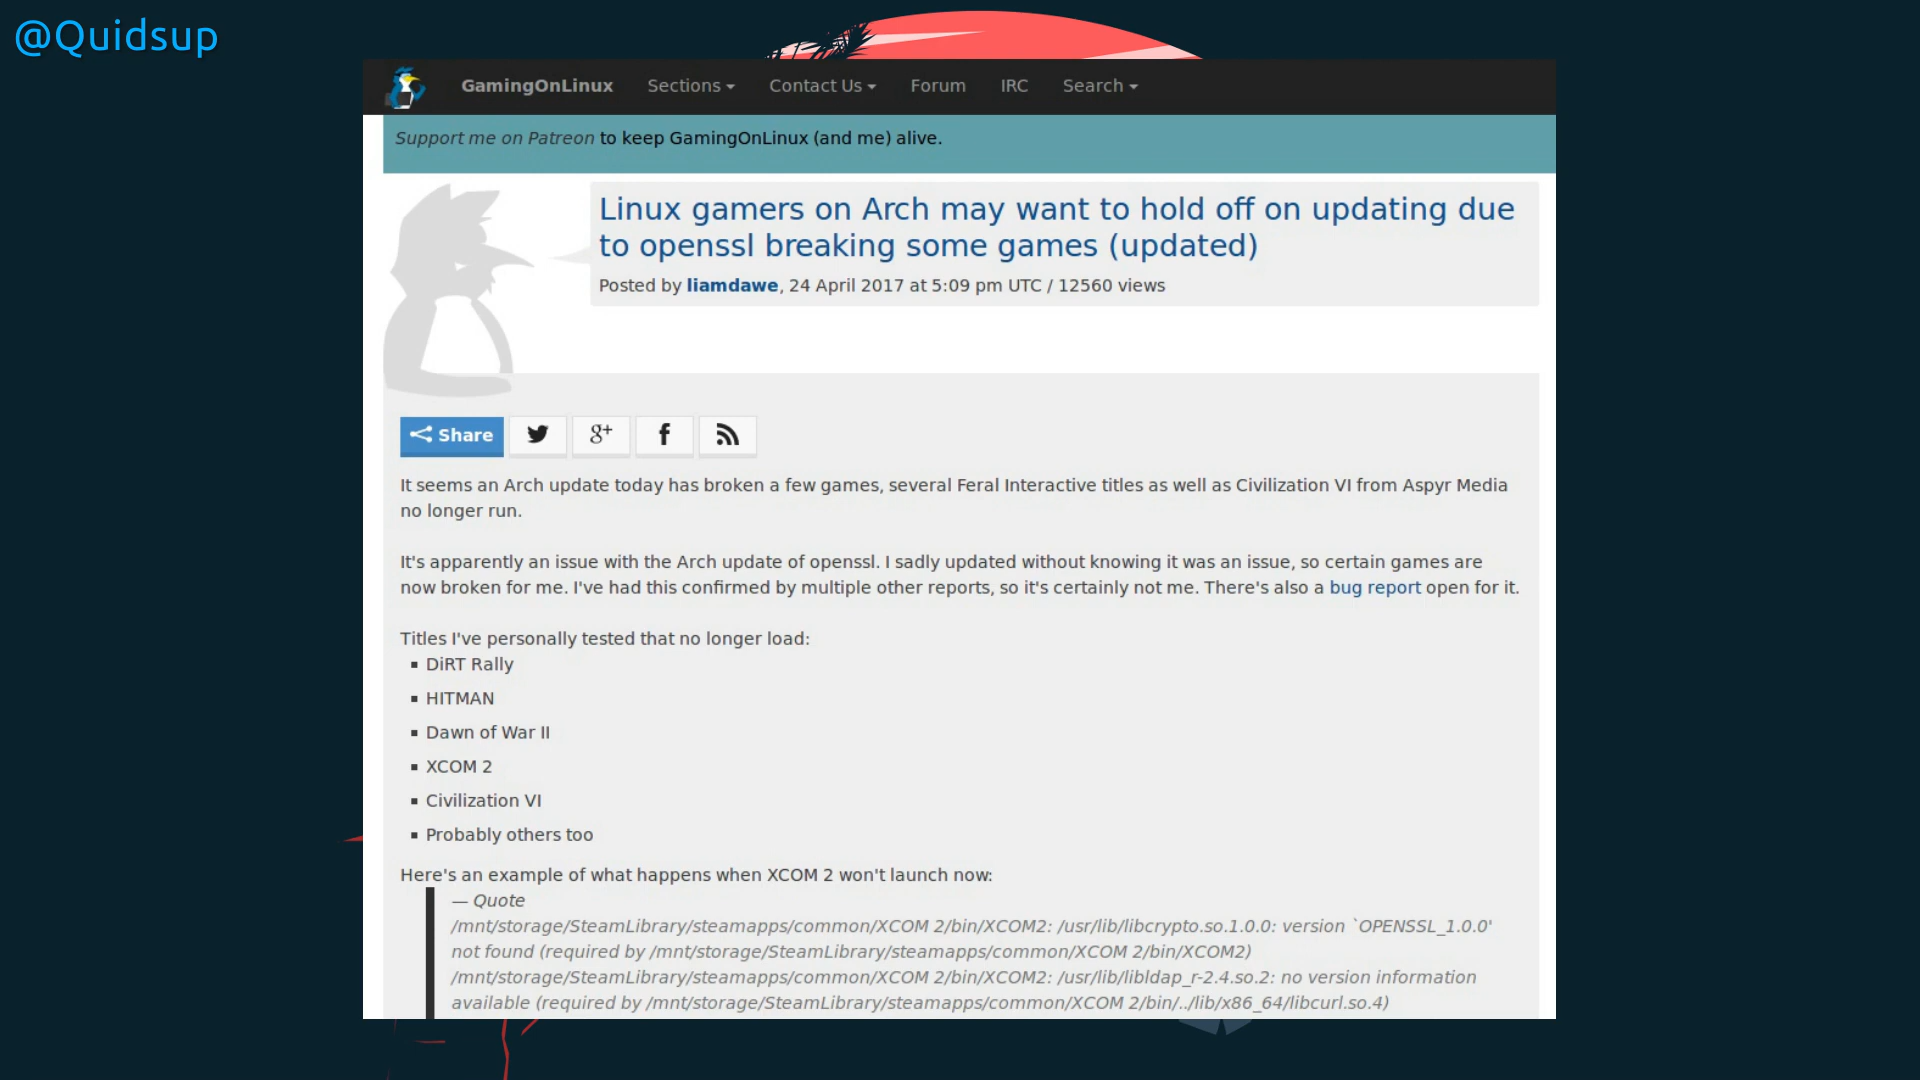 @Quidsup
GamingOnLinux Sections Contact Us Forum IRC Search
Support me on Patreon to keep GamingOnLinux (and me) alive.
Linux gamers on Arch may want to hold off on updating due
to openssl breaking some games (updated)
Posted by liamdawe, 24 April 2017 at 5:09 pm UTC / 12560 views
Share g+ f
It seems an Arch update today has broken a few games, several Feral Interactive titles as well as Civilization VI from Aspyr Media
no longer run.
It's apparently an issue with the Arch update of openssl. I sadly updated without knowing it was an issue, so certain games are
now broken for me. I've had this confirmed by multiple other reports, so it's certainly not me. There's also a bug report open for it.
Titles I've personally tested that no longer load:
▪ DiRT Rally
▪ HITMAN
▪ Dawn of War II
▪ XCOM 2
▪ Civilization VI
▪ Probably others too
Here's an example of what happens when XCOM 2 won't launch now:
— Quote
/mnt/storage/SteamLibrary/steamapps/common/XCOM 2/bin/XCOM2: /usr/lib/libcrypto.so.1.0.0: version `OPENSSL_1.0.0'
not found (required by /mnt/storage/SteamLibrary/steamapps/common/XCOM 2/bin/XCOM2)
/mnt/storage/SteamLibrary/steamapps/common/XCOM 2/bin/XCOM2: /usr/lib/libldap_r-2.4.so.2: no version information
available (required by /mnt/storage/SteamLibrary/steamapps/common/XCOM 2/bin/../lib/x86_64/libcurl.so.4)